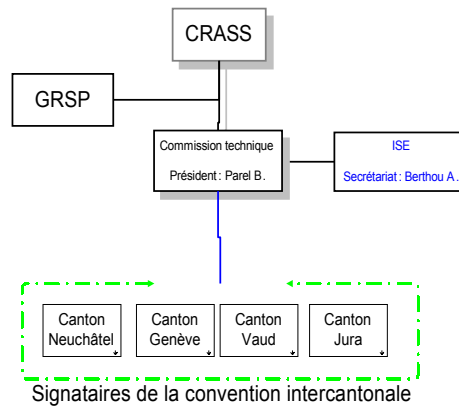 CRASS
GRSP
Commission technique
Président : Parel B.
ISE
Secrétariat : Berthou A.
Canton
Neuchâtel
Canton
Genève
Canton
Vaud
Canton
Jura
Signataires de la convention intercantonale